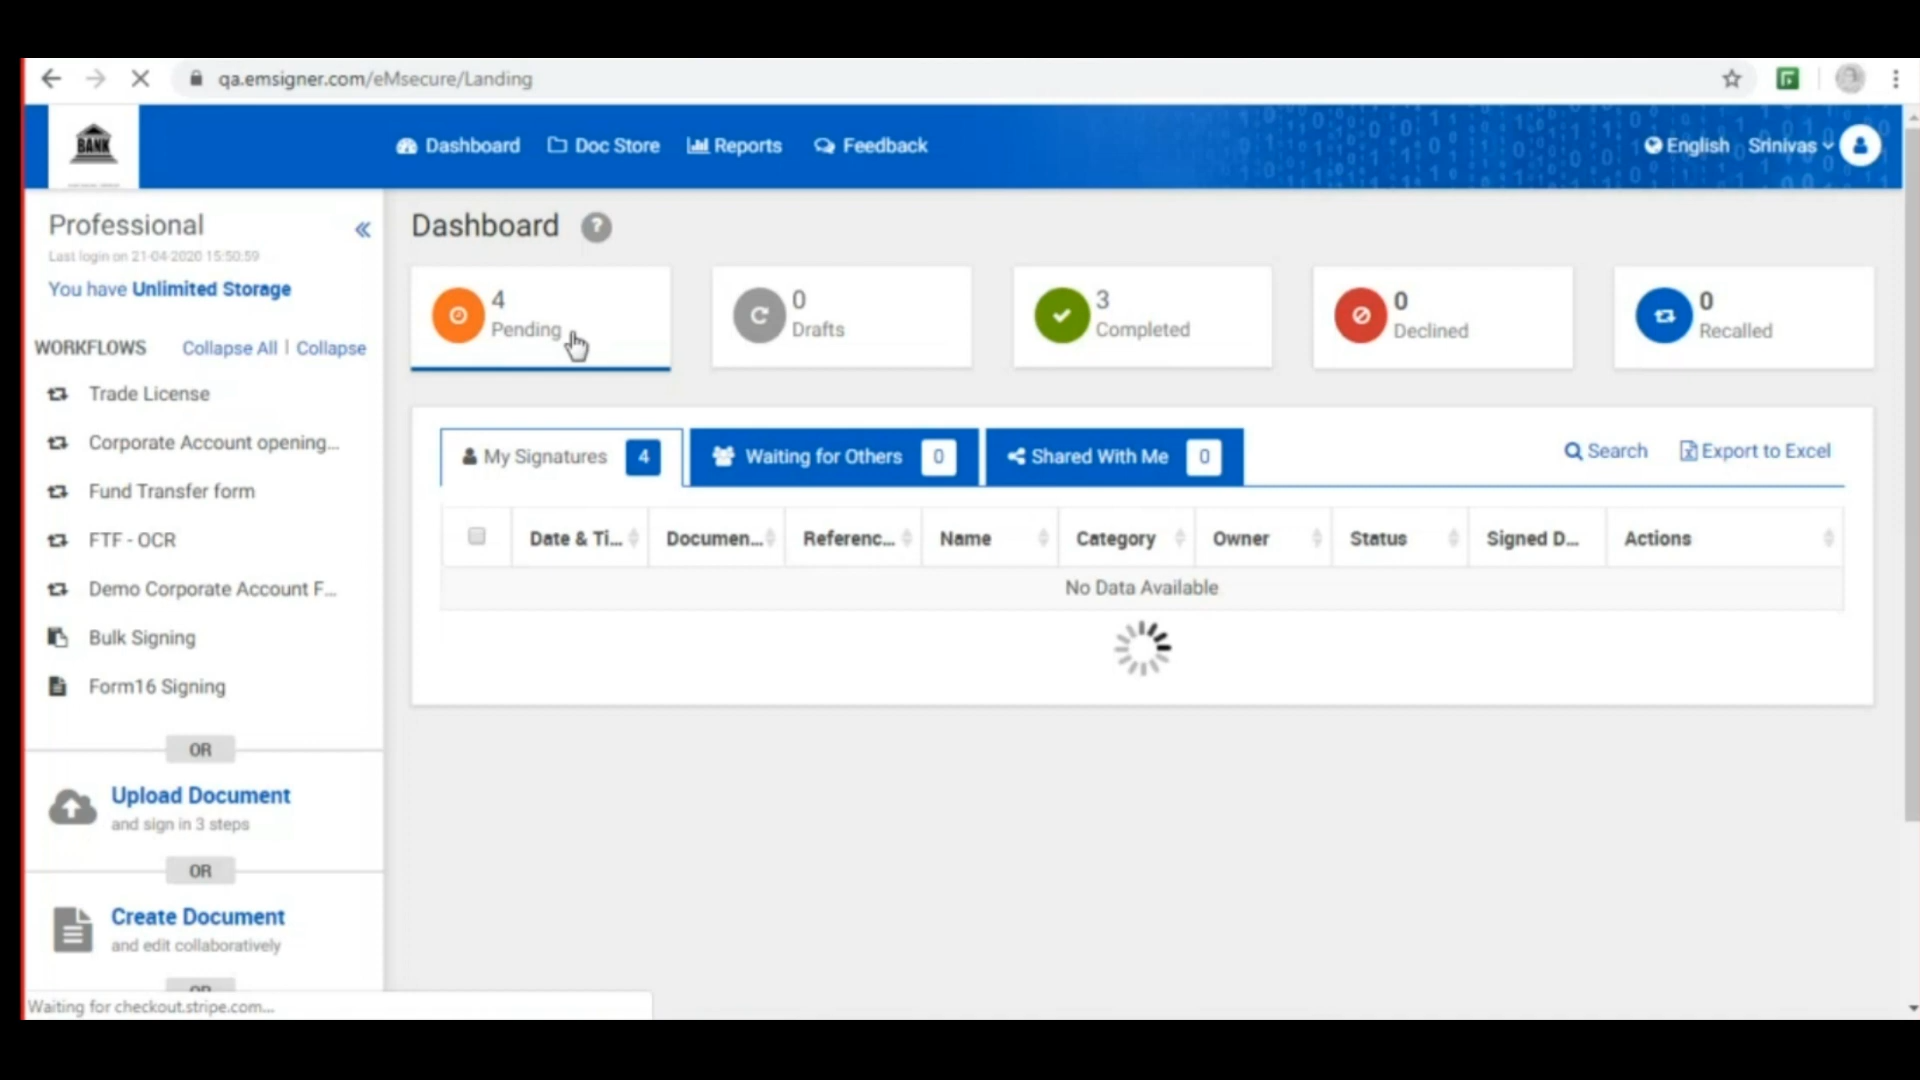 qa.emsigner.com/eMsecure/Landing
BANK
Dashboard Doc Store Reports Feedback
English Srinivas
Professional
Last login on 21-04-2020 15:50:59
You have Unlimited Storage
WORKFLOWS Collapse All | Collapse
Trade License
Corporate Account opening...
Fund Transfer form
FTF - OCR
Demo Corporate Account F...
Bulk Signing
Form16 Signing
OR
Upload Document
and sign in 3 steps
OR
Create Document
and edit collaboratively
OR
Waiting for checkout.stripe.com...
Dashboard ?
4
Pending
0
Drafts
3
Completed
0
Declined
0
Recalled
My Signatures 4 Waiting for Others 0 Shared With Me 0
Search Export to Excel
Date & Ti... Documen... Referenc... Name Category Owner Status Signed D... Actions
No Data Available